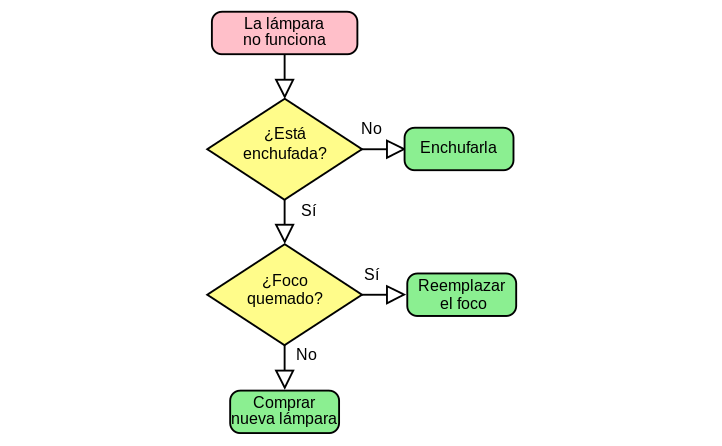 La lámpara
no funciona
¿Está
enchufada?
No
Enchufarla
Sí
¿Foco
quemado?
Sí
Reemplazar
el foco
No
Comprar
nueva lámpara